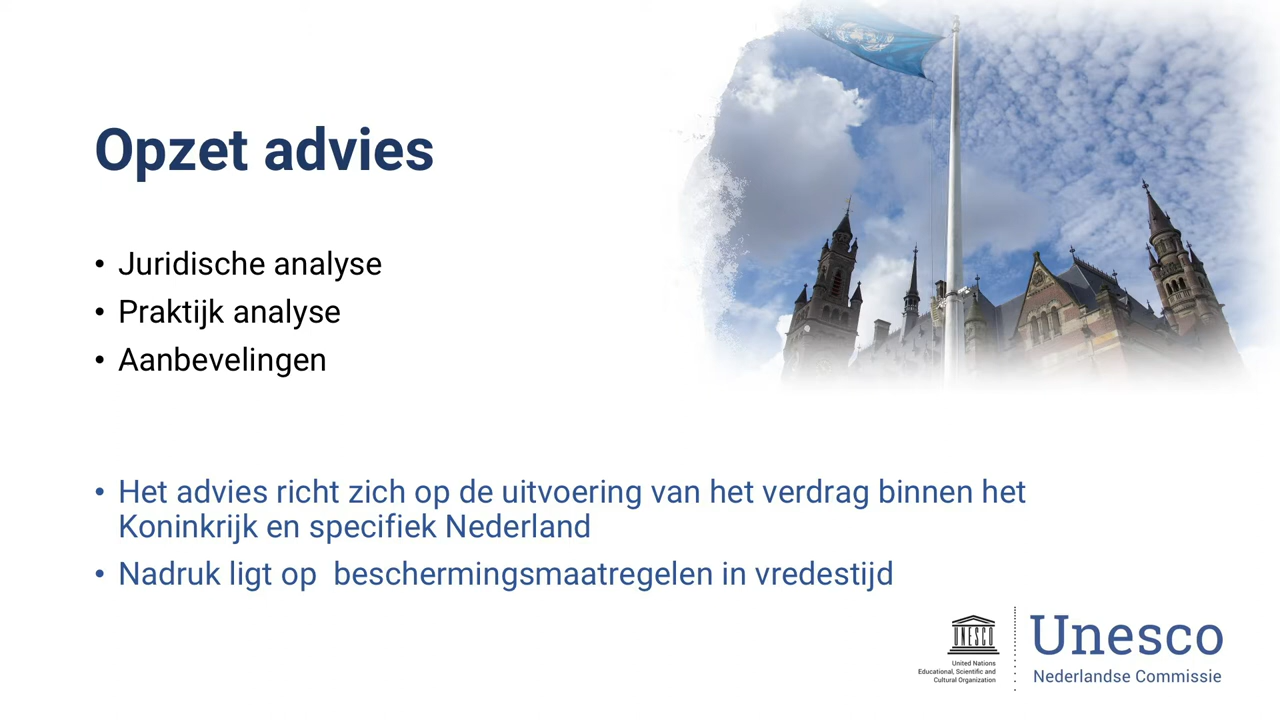 Opzet advies
• Juridische analyse
• Praktijk analyse
• Aanbevelingen
• Het advies richt zich op de uitvoering van het verdrag binnen het
Koninkrijk en specifiek Nederland
• Nadruk ligt op  beschermingsmaatregelen in vredestijd
UNESCO
United Nations
Educational, Scientific and
Cultural Organization
Unesco
Nederlandse Commissie